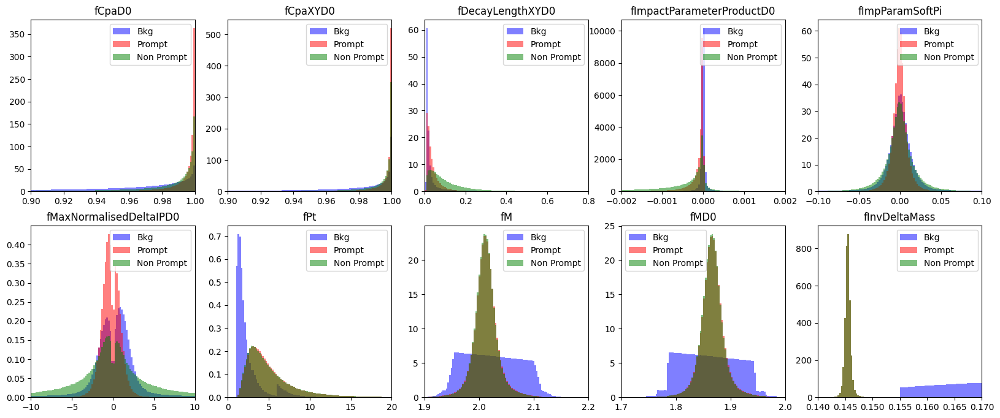 fCpaD0
350
300
250
200
150
100
50
0
0.90 0.92 0.94 0.96 0.98 1.00
Bkg
Prompt
Non Prompt
fCpaXYD0
500
400
300
200
100
0
0.90 0.92 0.94 0.96 0.98 1.00
Bkg
Prompt
Non Prompt
fDecayLengthXYD0
60
50
40
30
20
10
0
0.0 0.2 0.4 0.6 0.8
Bkg
Prompt
Non Prompt
fImpactParameterProductD0
10000
8000
6000
4000
2000
0
−0.002 −0.001 0.000 0.001 0.002
Bkg
Prompt
Non Prompt
fImpParamSoftPi
60
50
40
30
20
10
0
−0.10 −0.05 0.00 0.05 0.10
Bkg
Prompt
Non Prompt
fMaxNormalisedDeltaIPD0
0.40
0.35
0.30
0.25
0.20
0.15
0.10
0.05
0.00
−10 −5 0 5 10
Bkg
Prompt
Non Prompt
fPt
0.7
0.6
0.5
0.4
0.3
0.2
0.1
0.0
0 5 10 15 20
Bkg
Prompt
Non Prompt
fM
20
15
10
5
0
1.9 2.0 2.1 2.2
Bkg
Prompt
Non Prompt
fMD0
25
20
15
10
5
0
1.7 1.8 1.9 2.0
Bkg
Prompt
Non Prompt
fInvDeltaMass
800
600
400
200
0
0.140 0.145 0.150 0.155 0.160 0.165 0.170
Bkg
Prompt
Non Prompt